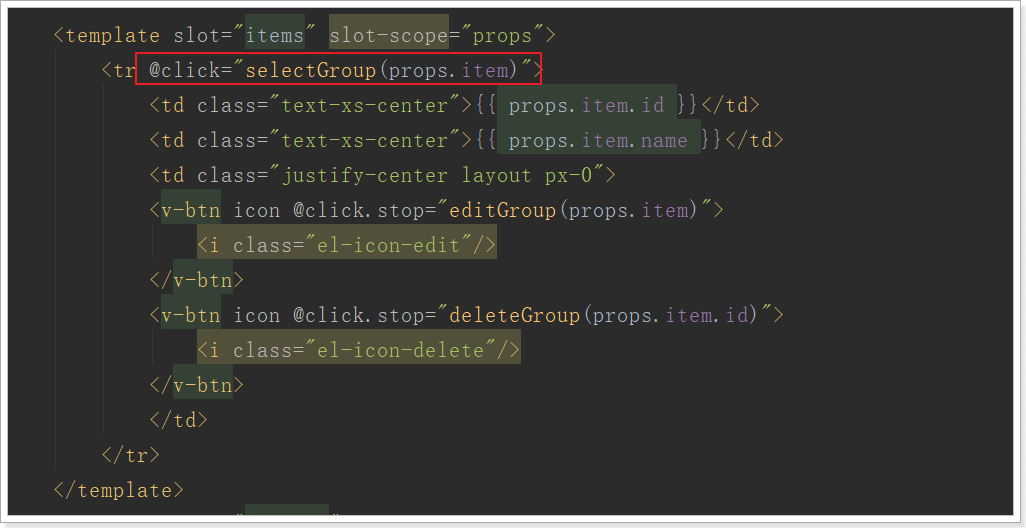 <template slot="items" slot-scope="props">
<tr @click="selectGroup(props.item)">
<td class="text-xs-center">{{ props.item.id }}</td>
<td class="text-xs-center">{{ props.item.name }}</td>
<td class="justify-center layout px-0">
<v-btn icon @click.stop="editGroup(props.item)">
<i class="el-icon-edit"/>
</v-btn>
<v-btn icon @click.stop="deleteGroup(props.item.id)">
<i class="el-icon-delete"/>
</v-btn>
</td>
</tr>
</template>